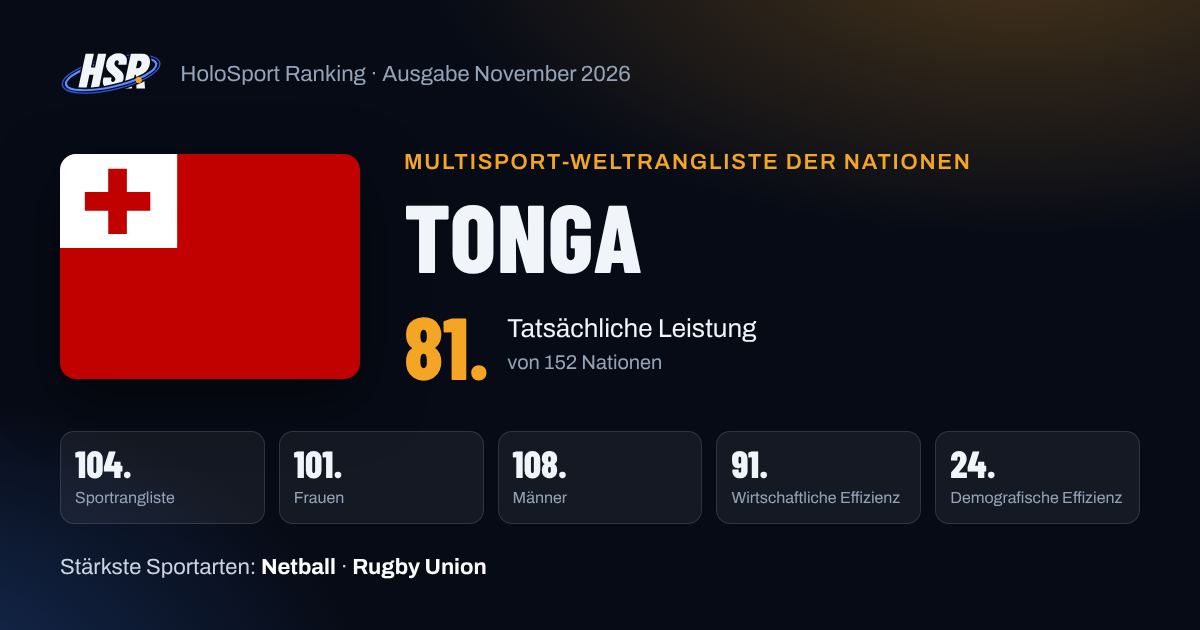 HSR HoloSport Ranking · Ausgabe November 2026
MULTISPORT-WELTRANGLISTE DER NATIONEN
TONGA
81. Tatsächliche Leistung
von 152 Nationen
104.
Sportrangliste
101.
Frauen
108.
Männer
91.
Wirtschaftliche Effizienz
24.
Demografische Effizienz
Stärkste Sportarten: Netball · Rugby Union